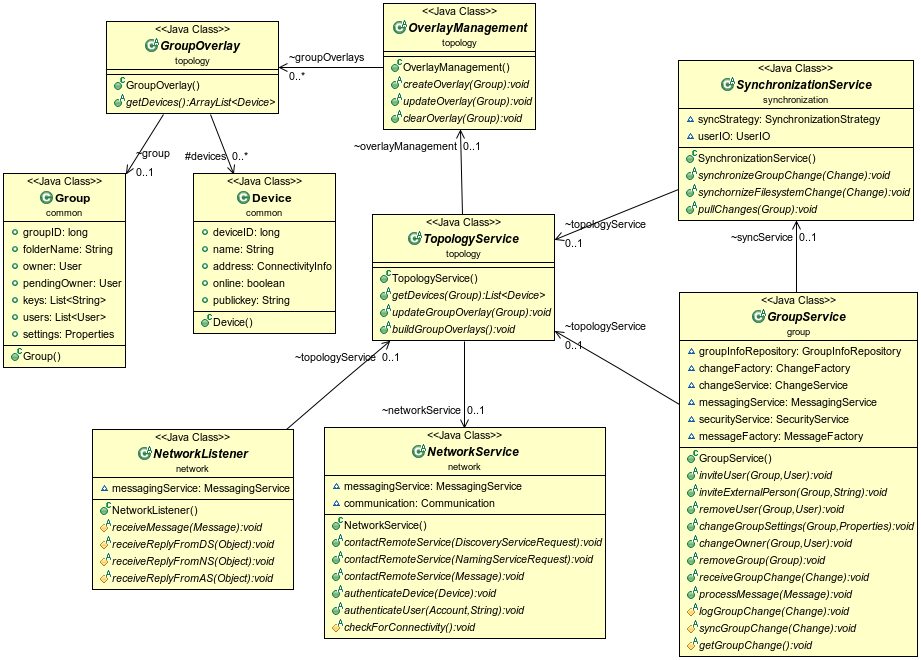 <<Java Class>>
GroupOverlay
topology
GroupOverlay()
getDevices():ArrayList<Device>
~groupOverlays
0..*
<<Java Class>>
OverlayManagement
topology
OverlayManagement()
createOverlay(Group):void
updateOverlay(Group):void
clearOverlay(Group):void
<<Java Class>>
SynchronizationService
synchronization
syncStrategy: SynchronizationStrategy
userIO: UserIO
SynchronizationService()
synchronizeGroupChange(Change):void
synchornizeFilesystemChange(Change):void
pullChanges(Group):void
~group
0..1
#devices 0..*
~overlayManagement 0..1
<<Java Class>>
Group
common
groupID: long
folderName: String
owner: User
pendingOwner: User
keys: List<String>
users: List<User>
settings: Properties
Group()
<<Java Class>>
Device
common
deviceID: long
name: String
address: ConnectivityInfo
online: boolean
publickey: String
Device()
<<Java Class>>
TopologyService
topology
TopologyService()
getDevices(Group):List<Device>
updateGroupOverlay(Group):void
buildGroupOverlays():void
~topologyService
0..1
~syncService 0..1
~topologyService
0..1
~topologyService 0..1
~networkService 0..1
<<Java Class>>
GroupService
group
groupInfoRepository: GroupInfoRepository
changeFactory: ChangeFactory
changeService: ChangeService
messagingService: MessagingService
securityService: SecurityService
messageFactory: MessageFactory
GroupService()
inviteUser(Group,User):void
inviteExternalPerson(Group,String):void
removeUser(Group,User):void
changeGroupSettings(Group,Properties):void
changeOwner(Group,User):void
removeGroup(Group):void
receiveGroupChange(Change):void
processMessage(Message):void
logGroupChange(Change):void
syncGroupChange(Change):void
getGroupChange():void
<<Java Class>>
NetworkListener
network
messagingService: MessagingService
NetworkListener()
receiveMessage(Message):void
receiveReplyFromDS(Object):void
receiveReplyFromNS(Object):void
receiveReplyFromAS(Object):void
<<Java Class>>
NetworkService
network
messagingService: MessagingService
communication: Communication
NetworkService()
contactRemoteService(DiscoveryServiceRequest):void
contactRemoteService(NamingServiceRequest):void
contactRemoteService(Message):void
authenticateDevice(Device):void
authenticateUser(Account,String):void
checkForConnectivity():void